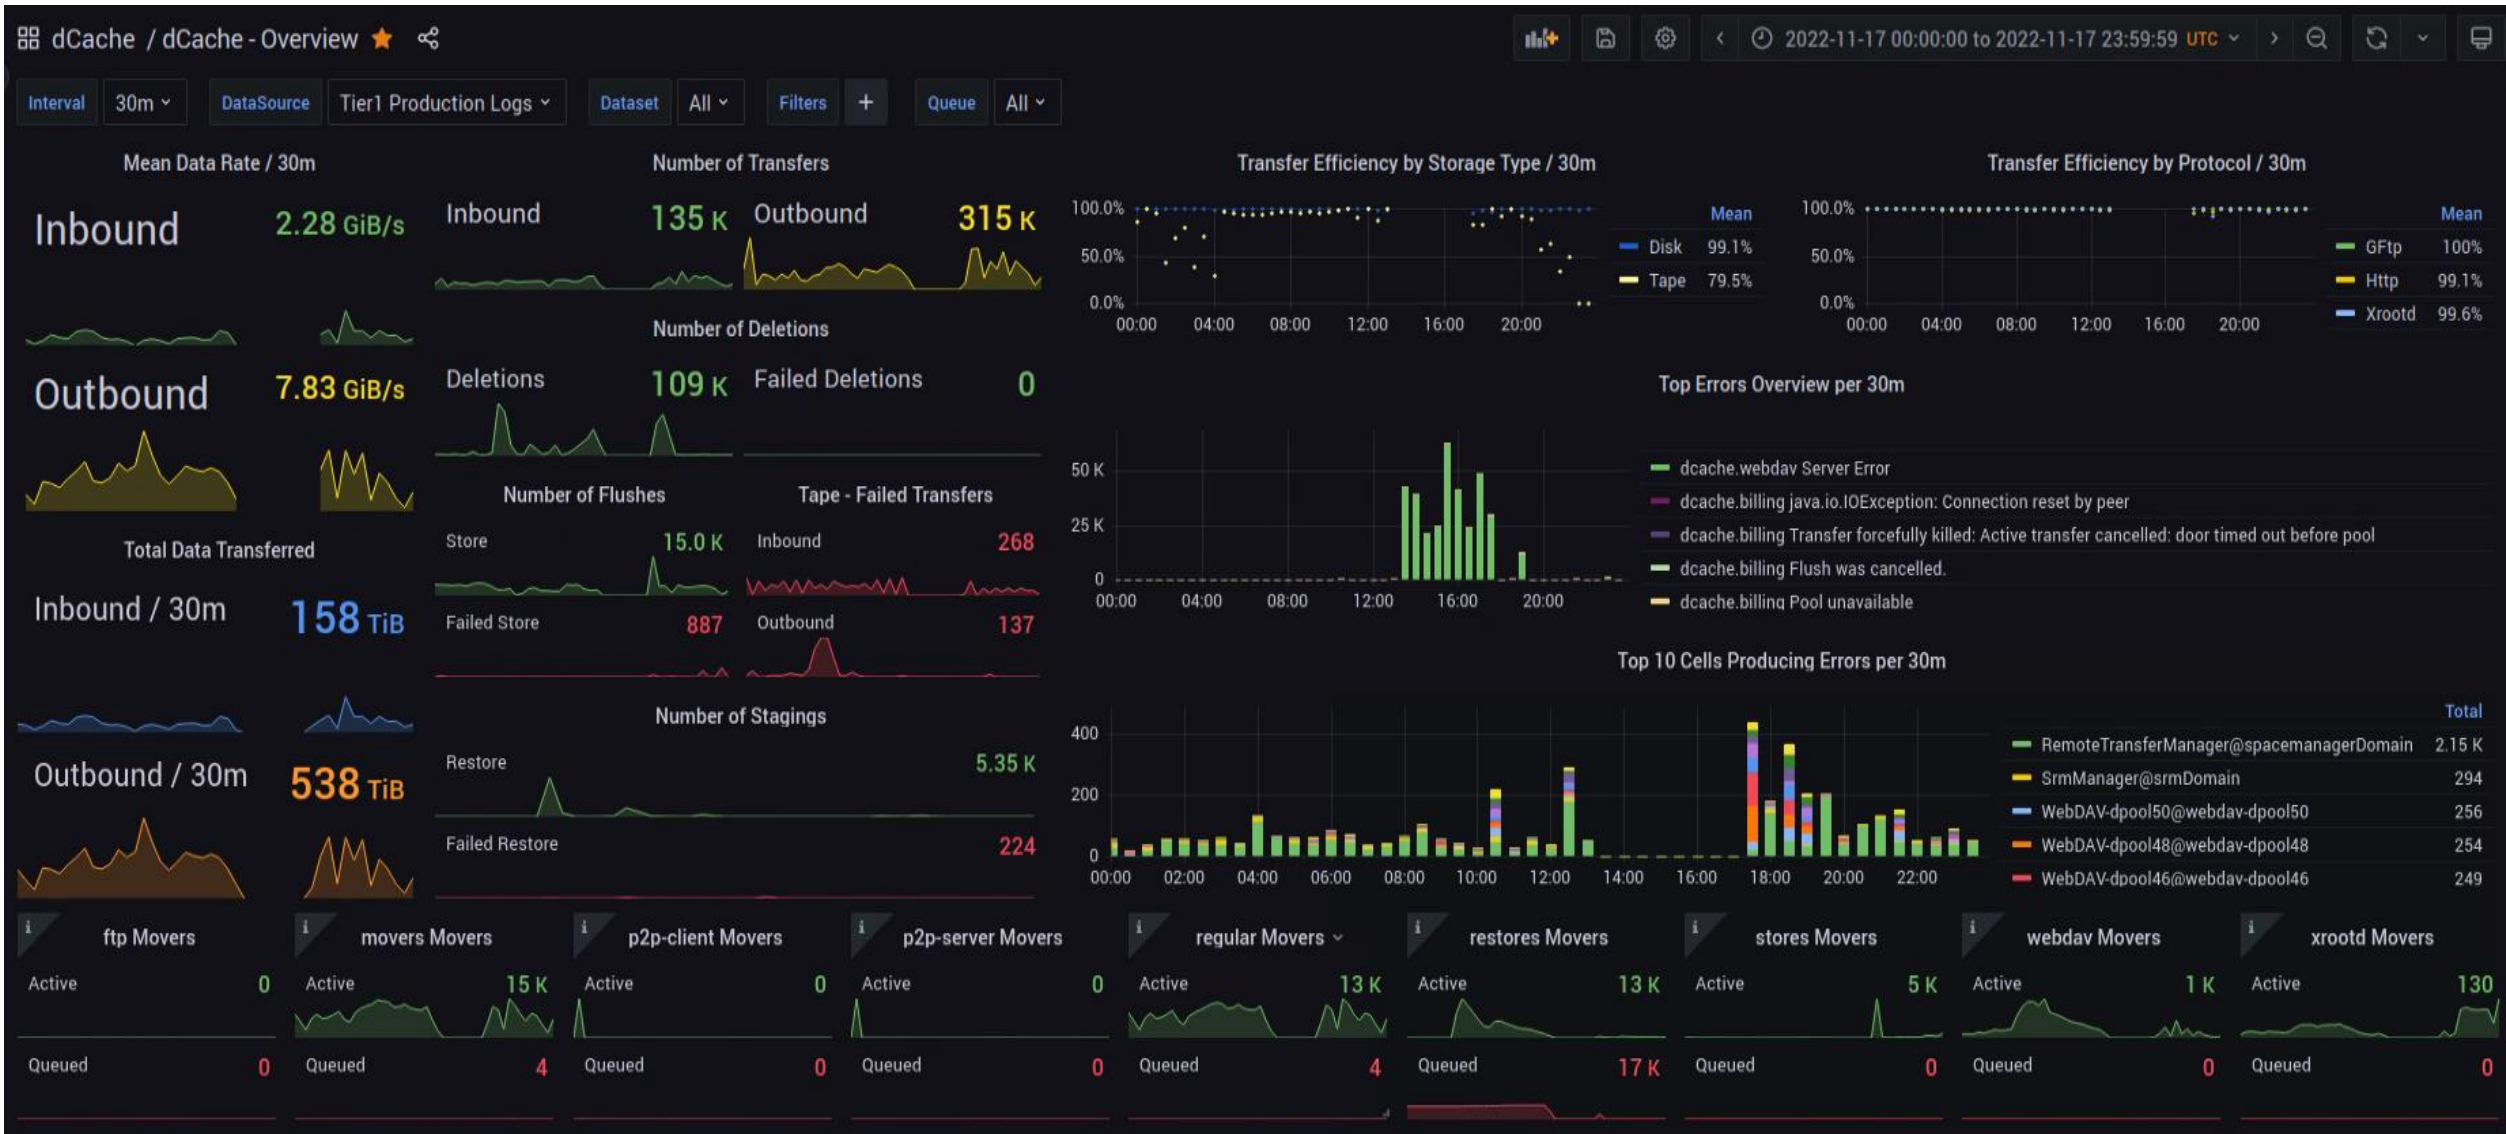 dCache / dCache - Overview
2022-11-17 00:00:00 to 2022-11-17 23:59:59 UTC
Interval 30m DataSource Tier1 Production Logs Dataset All Filters + Queue All
Mean Data Rate / 30m
Inbound 2.28 GiB/s
Outbound 7.83 GiB/s
Total Data Transferred
Inbound / 30m 158 TiB
Outbound / 30m 538 TiB
Number of Transfers
Inbound 135 K Outbound 315 K
Number of Deletions
Deletions 109 K Failed Deletions 0
Number of Flushes
Store 15.0 K
Failed Store 887
Tape - Failed Transfers
Inbound 268
Outbound 137
Number of Stagings
Restore 5.35 K
Failed Restore 224
Transfer Efficiency by Storage Type / 30m
100.0%
50.0%
0.0%
00:00 04:00 08:00 12:00 16:00 20:00
Mean
Disk 99.1%
Tape 79.5%
Transfer Efficiency by Protocol / 30m
100.0%
50.0%
0.0%
00:00 04:00 08:00 12:00 16:00 20:00
Mean
GFtp 100%
Http 99.1%
Xrootd 99.6%
Top Errors Overview per 30m
50 K
25 K
0
00:00 04:00 08:00 12:00 16:00 20:00
dcache.webdav Server Error
dcache.billing java.io.IOException: Connection reset by peer
dcache.billing Transfer forcefully killed: Active transfer cancelled: door timed out before pool
dcache.billing Flush was cancelled.
dcache.billing Pool unavailable
Top 10 Cells Producing Errors per 30m
400
200
0
00:00 02:00 04:00 06:00 08:00 10:00 12:00 14:00 16:00 18:00 20:00 22:00
Total
RemoteTransferManager@spacemanagerDomain 2.15 K
SrmManager@srmDomain 294
WebDAV-dpool50@webdav-dpool50 256
WebDAV-dpool48@webdav-dpool48 254
WebDAV-dpool46@webdav-dpool46 249
i ftp Movers
Active 0
Queued 0
i movers Movers
Active 15 K
Queued 4
i p2p-client Movers
Active 0
Queued 0
i p2p-server Movers
Active 0
Queued 0
i regular Movers
Active 13 K
Queued 4
i restores Movers
Active 13 K
Queued 17 K
i stores Movers
Active 5 K
Queued 0
i webdav Movers
Active 1 K
Queued 0
i xrootd Movers
Active 130
Queued 0